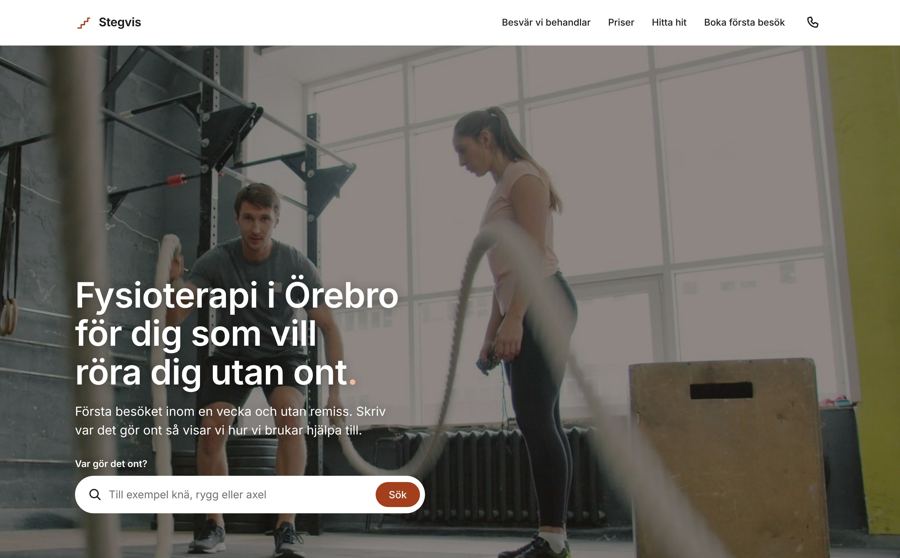 Stegvis
Besvär vi behandlar
Priser
Hitta hit
Boka första besök
Fysioterapi i Örebro
för dig som vill
röra dig utan ont.
Första besöket inom en vecka och utan remiss. Skriv
var det gör ont så visar vi hur vi brukar hjälpa till.
Var gör det ont?
Till exempel knä, rygg eller axel
Sök